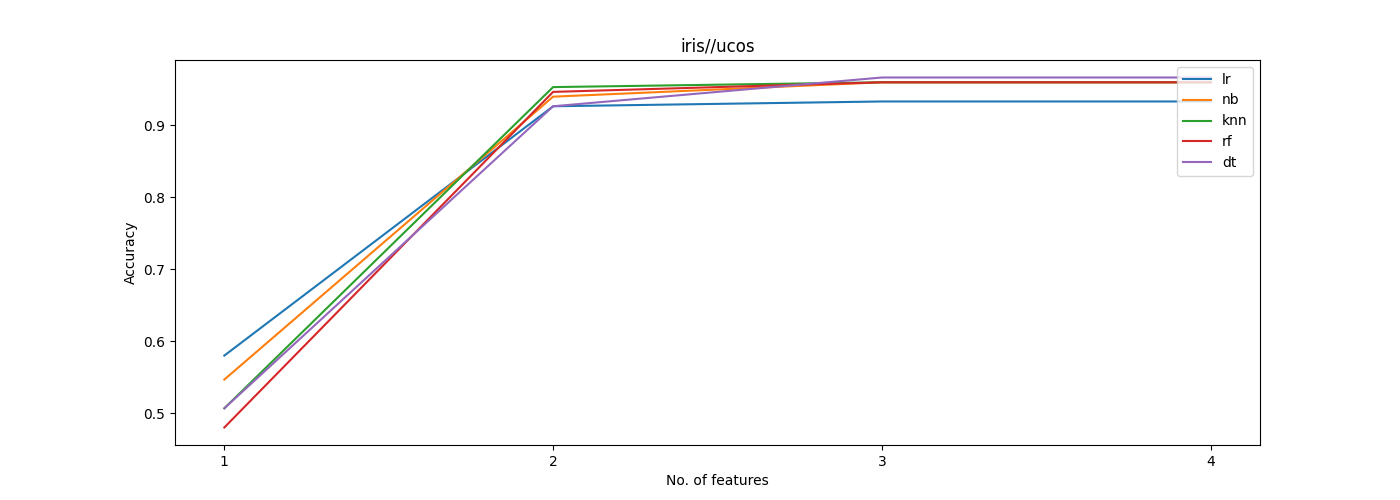 iris//ucos
Accuracy
0.9
0.8
0.7
0.6
0.5
1 2 3 4
No. of features
lr
nb
knn
rf
dt